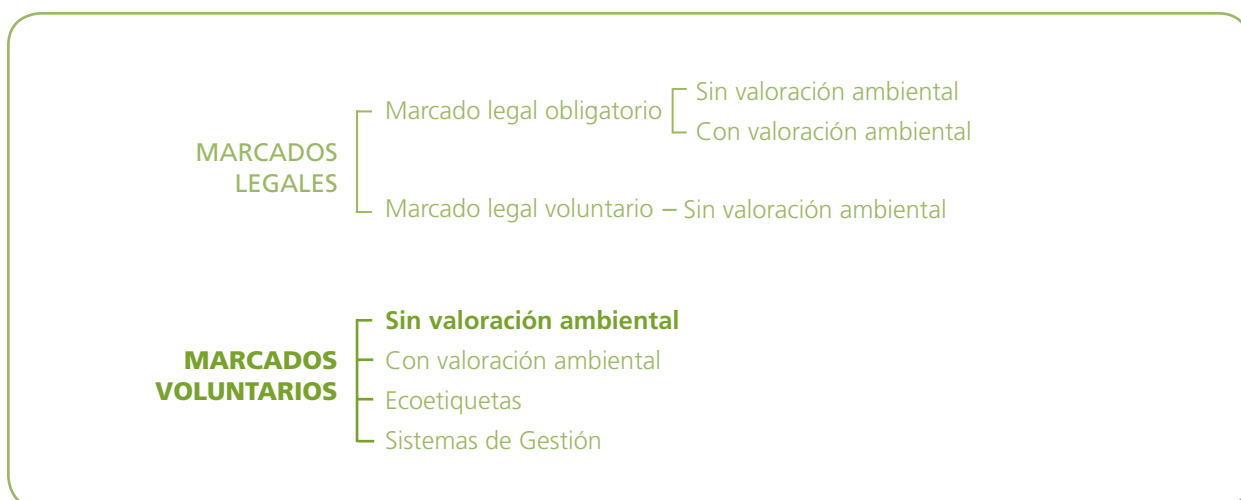 MARCADOS
LEGALES
Marcado legal obligatorio
Sin valoración ambiental
Con valoración ambiental
Marcado legal voluntario – Sin valoración ambiental
MARCADOS
VOLUNTARIOS
Sin valoración ambiental
Con valoración ambiental
Ecoetiquetas
Sistemas de Gestión